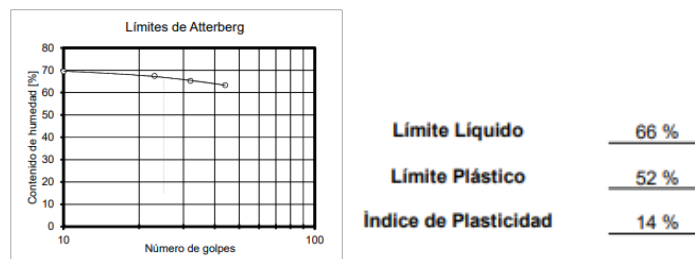 Límites de Atterberg
Contenido de humedad [%]
80
70
60
50
40
30
20
10
0
10
100
Número de golpes
Límite Líquido 66 %
Límite Plástico 52 %
Índice de Plasticidad 14 %